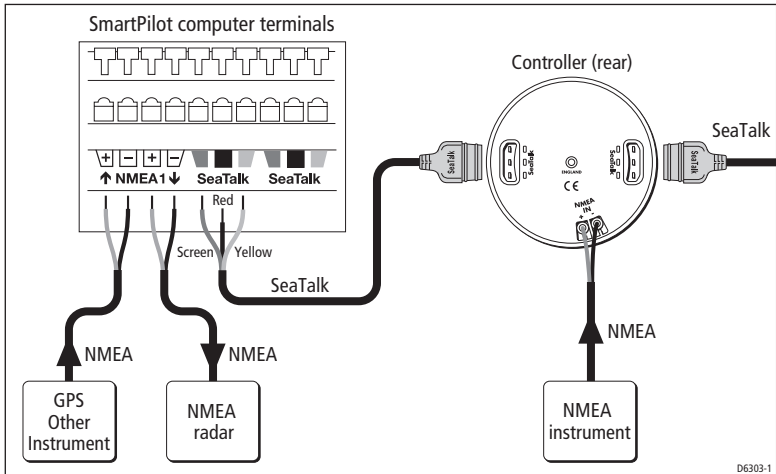 SmartPilot computer terminals
Controller (rear)
SeaTalk
SeaTalk
SeaTalk
SeaTalk
SeaTalk
ENGLAND
CE
NMEA
IN
+ -
+ - + -
↑ NMEA1 ↓ SeaTalk SeaTalk
Red
Screen Yellow
SeaTalk
NMEA
NMEA
NMEA
GPS
Other
Instrument
NMEA
radar
NMEA
instrument
D6303-1